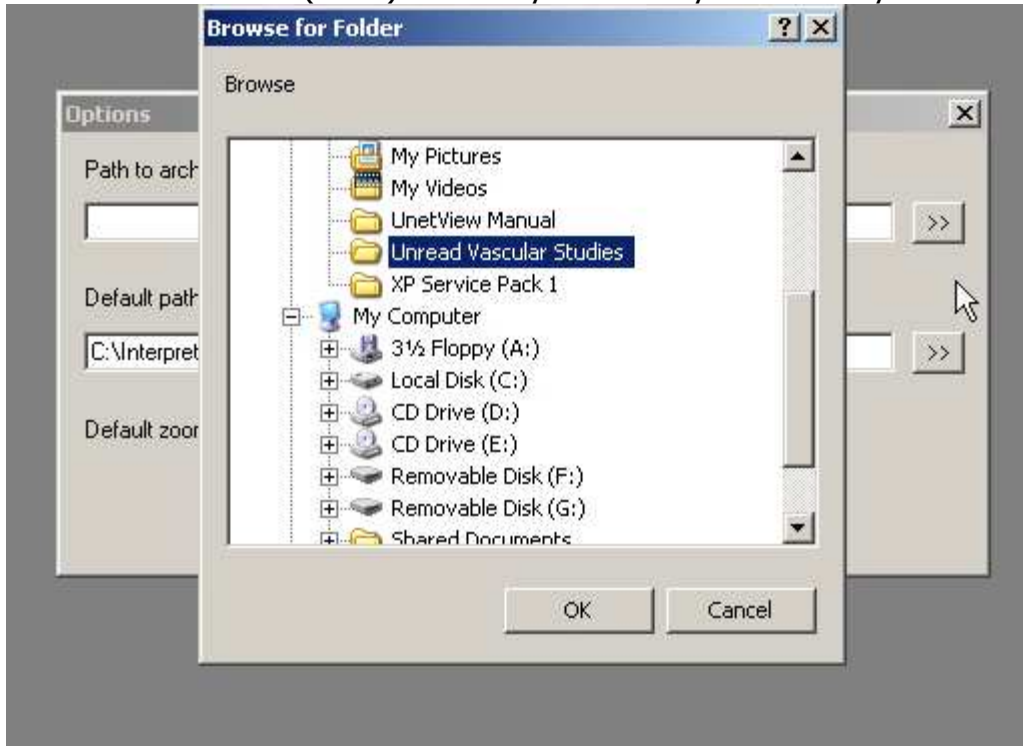 Browse for Folder
Browse
Options
Path to arch
My Pictures
My Videos
UnetView Manual
>>
Unread Vascular Studies
XP Service Pack 1
Default path
My Computer
C:\Interpret
3½ Floppy (A:)
>>
Local Disk (C:)
CD Drive (D:)
Default zoor
CD Drive (E:)
Removable Disk (F:)
Removable Disk (G:)
Shared Documents
OK Cancel